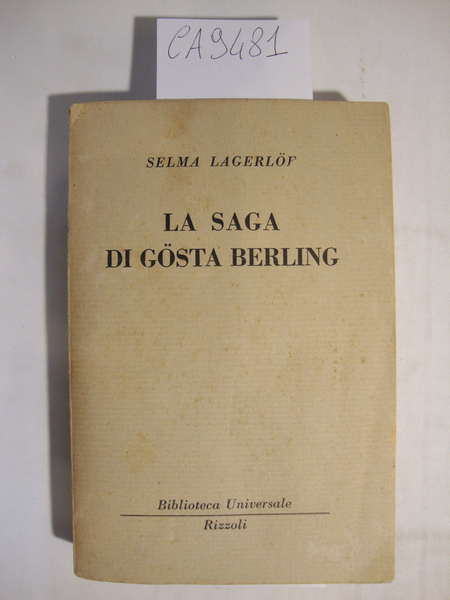 CA9481
SELMA LAGERLÖF
LA SAGA
DI GÖSTA BERLING
Biblioteca Universale
Rizzoli